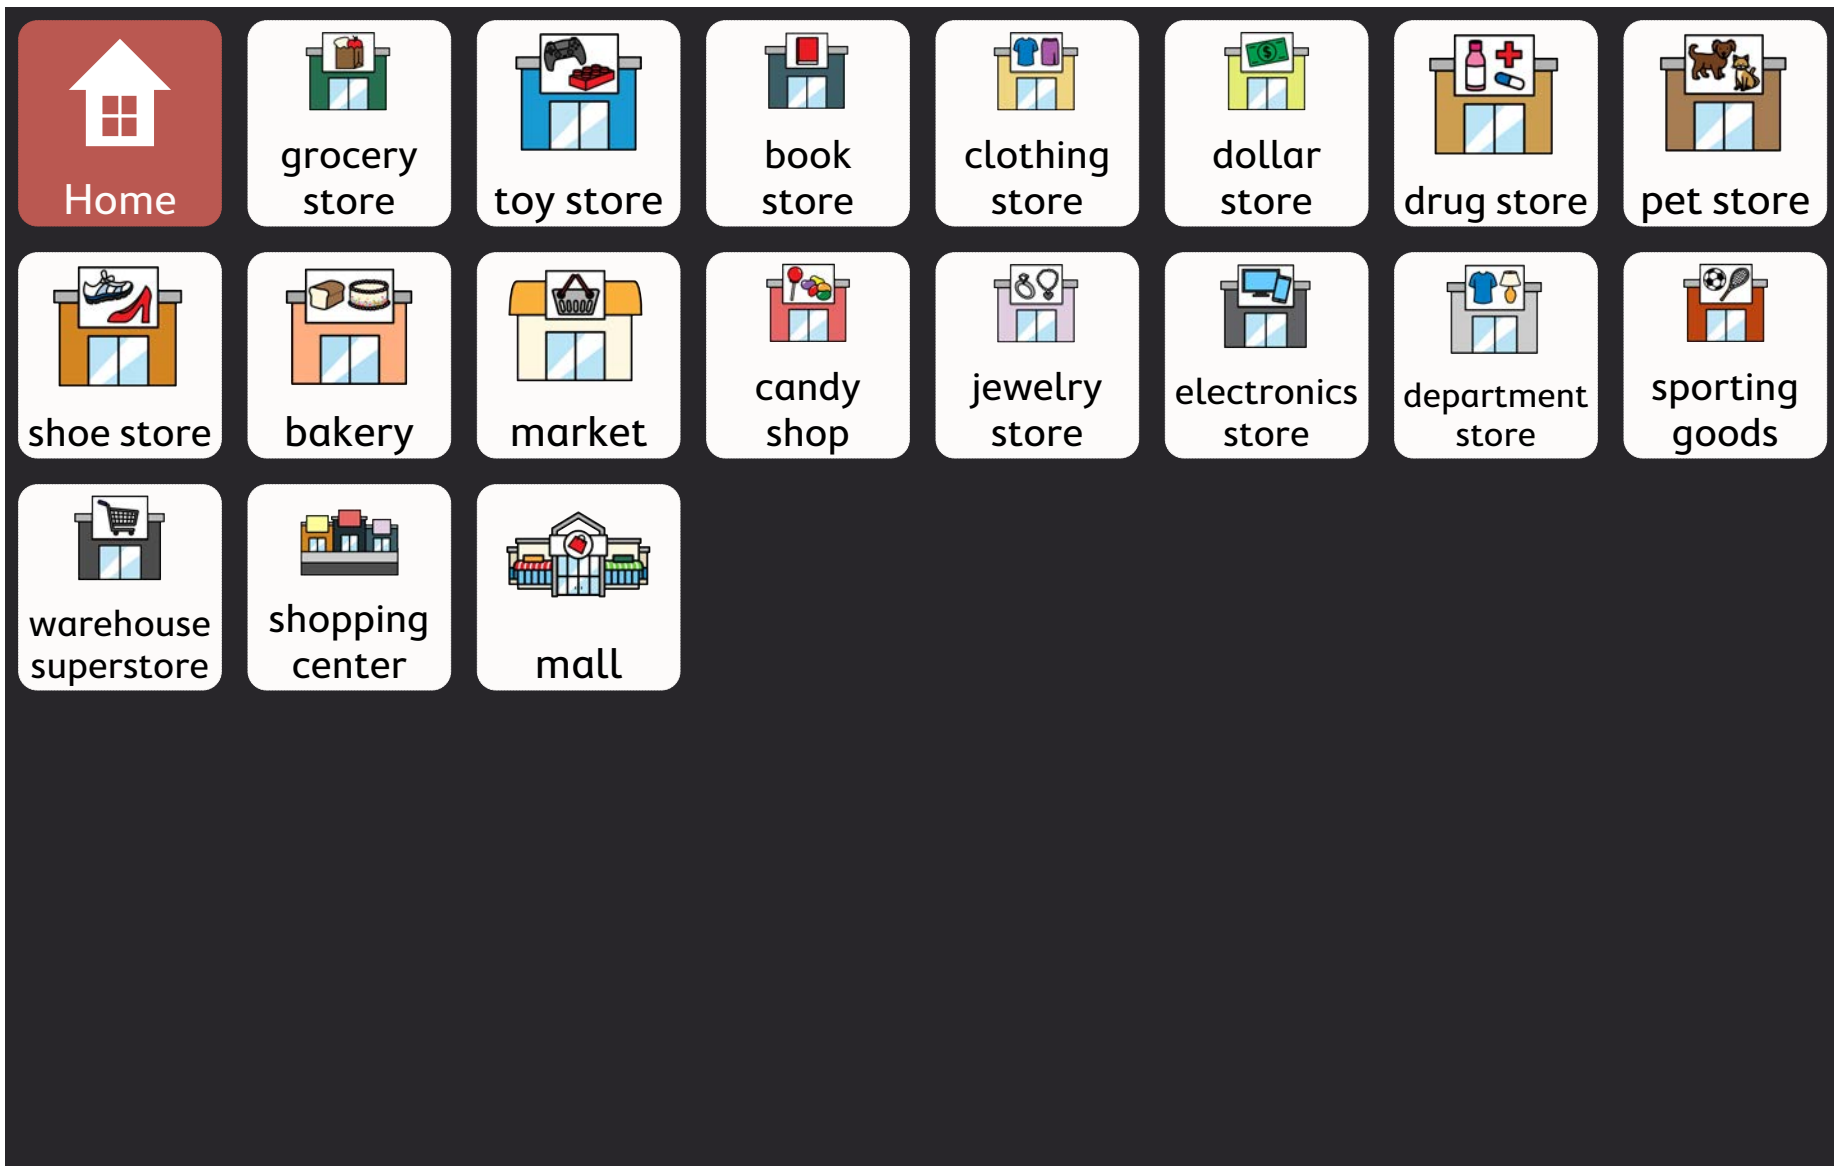 Home
grocery
store
toy store
book
store
clothing
store
dollar
store
drug store
pet store
shoe store
bakery
market
candy
shop
jewelry
store
electronics
store
department
store
sporting
goods
warehouse
superstore
shopping
center
mall